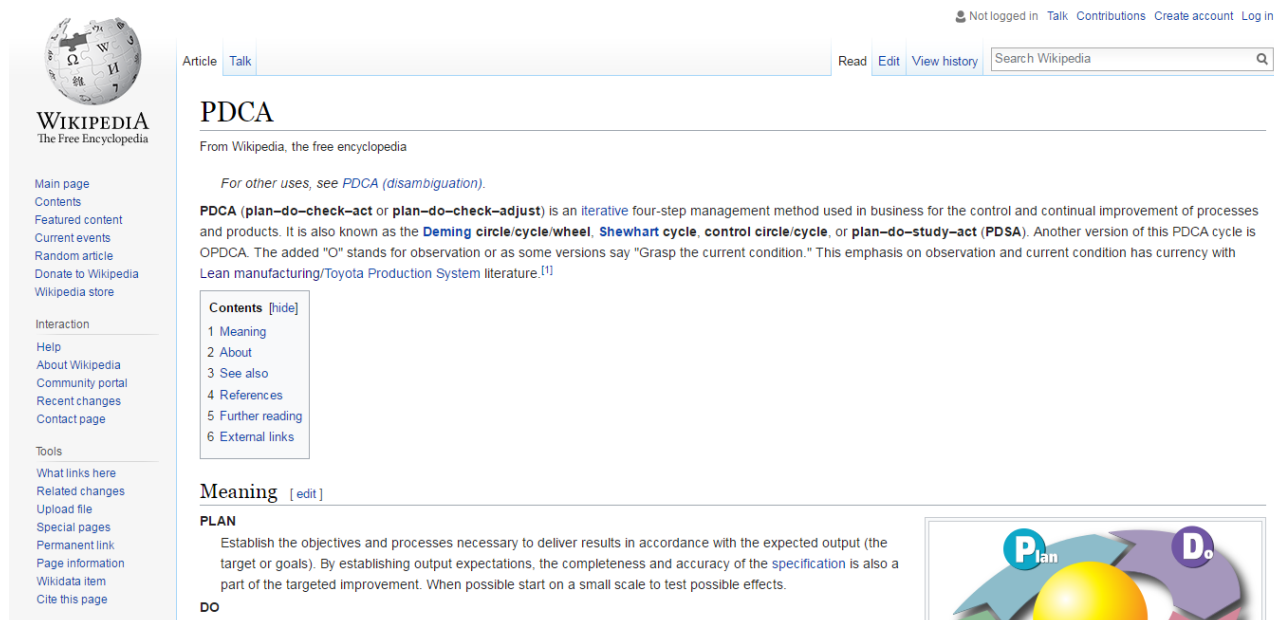 Not logged in Talk Contributions Create account Log in
Article Talk Read Edit View history Search Wikipedia
WIKIPEDIA
The Free Encyclopedia
Main page
Contents
Featured content
Current events
Random article
Donate to Wikipedia
Wikipedia store
Interaction
Help
About Wikipedia
Community portal
Recent changes
Contact page
Tools
What links here
Related changes
Upload file
Special pages
Permanent link
Page information
Wikidata item
Cite this page
PDCA
From Wikipedia, the free encyclopedia
For other uses, see PDCA (disambiguation).
PDCA (plan–do–check–act or plan–do–check–adjust) is an iterative four-step management method used in business for the control and continual improvement of processes
and products. It is also known as the Deming circle/cycle/wheel, Shewhart cycle, control circle/cycle, or plan–do–study–act (PDSA). Another version of this PDCA cycle is
OPDCA. The added "O" stands for observation or as some versions say "Grasp the current condition." This emphasis on observation and current condition has currency with
Lean manufacturing/Toyota Production System literature.[1]
Contents [hide]
1 Meaning
2 About
3 See also
4 References
5 Further reading
6 External links
Meaning [ edit ]
PLAN
Establish the objectives and processes necessary to deliver results in accordance with the expected output (the
target or goals). By establishing output expectations, the completeness and accuracy of the specification is also a
part of the targeted improvement. When possible start on a small scale to test possible effects.
DO
Plan
Do